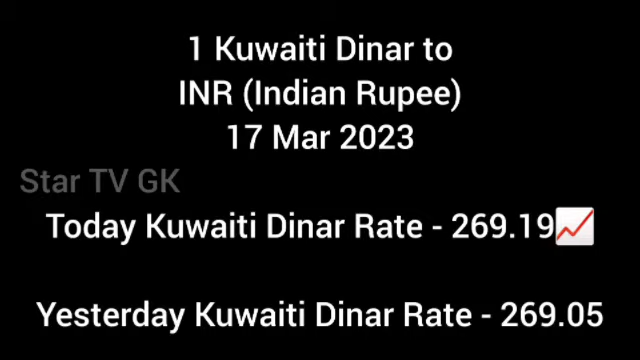 1 Kuwaiti Dinar to
INR (Indian Rupee)
17 Mar 2023
Star TV GK
Today Kuwaiti Dinar Rate - 269.19📈
Yesterday Kuwaiti Dinar Rate - 269.05